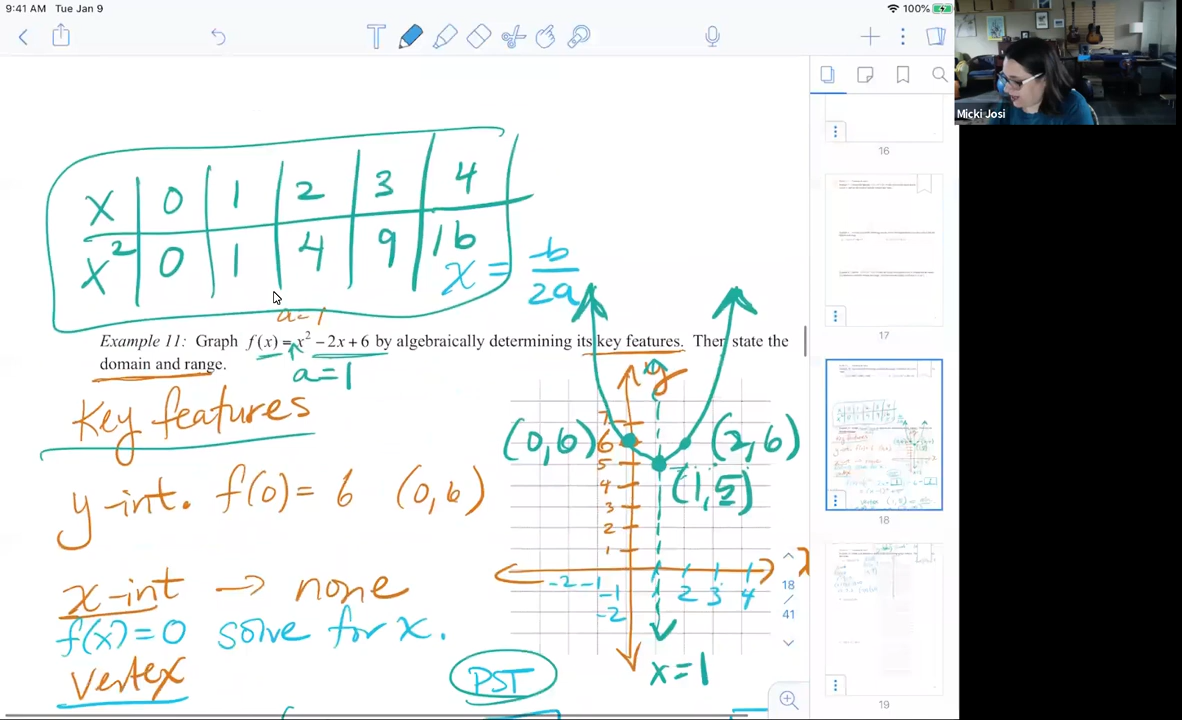 9:41 AM Tue Jan 9
100%
Micki Josi
x 0 1 2 3 4
x² 0 1 4 9 16
x = -b/2a
a=1
Example 11: Graph f(x) = x² − 2x + 6 by algebraically determining its key features. Then state the
domain and range.
a=1
Key features
y-int. f(0)= 6 (0,6)
x-int → none
f(x)=0 solve for x.
Vertex
PST
y
7
6
5
4
3
2
1
(0,6)
(2,6)
(1,5)
-2 -1 2 3 4
-1
-2
x
x=1
18
/
41
16
17
18
19